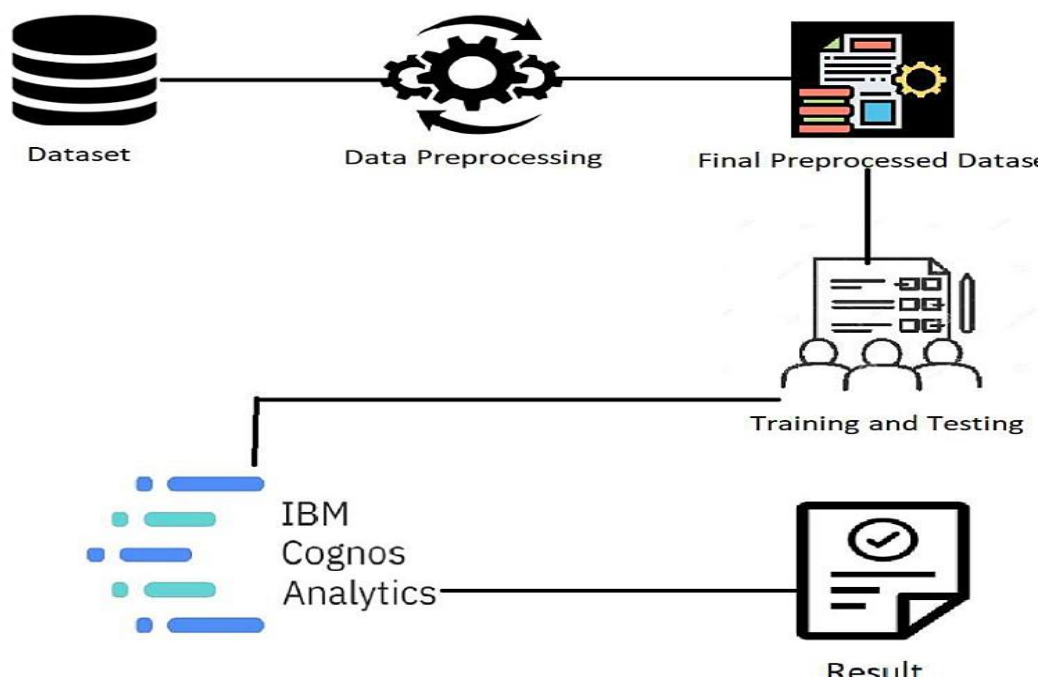 Dataset
Data Preprocessing
Final Preprocessed Datase
Training and Testing
IBM
Cognos
Analytics
Result